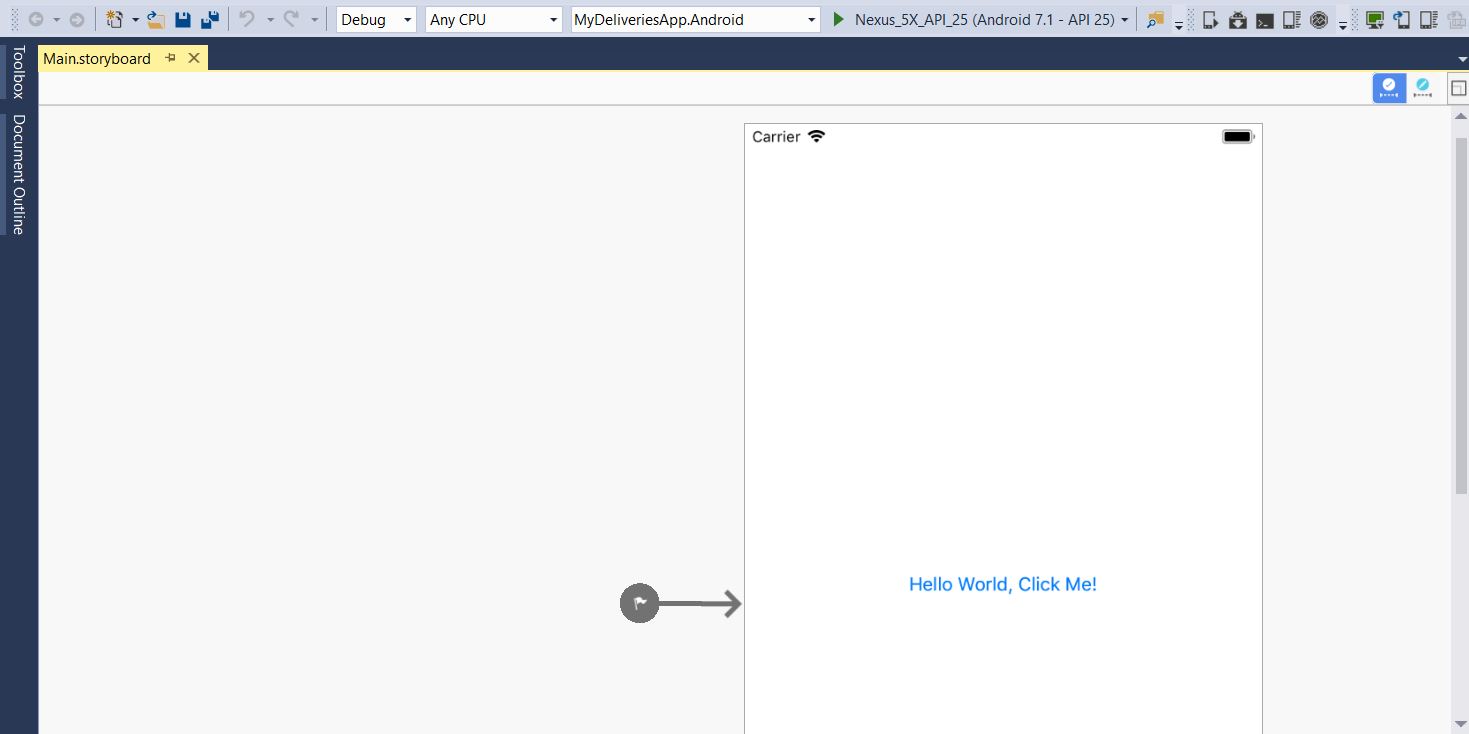 Debug
Any CPU
MyDeliveriesApp.Android
Nexus_5X_API_25 (Android 7.1 - API 25)
Toolbox
Document Outline
Main.storyboard
Carrier
Hello World, Click Me!